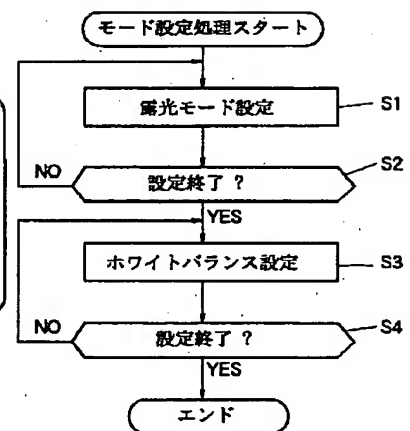 モード設定処理スタート
露光モード設定
S1
設定終了 ?
S2
NO
YES
ホワイトバランス設定
S3
設定終了 ?
S4
NO
YES
エンド